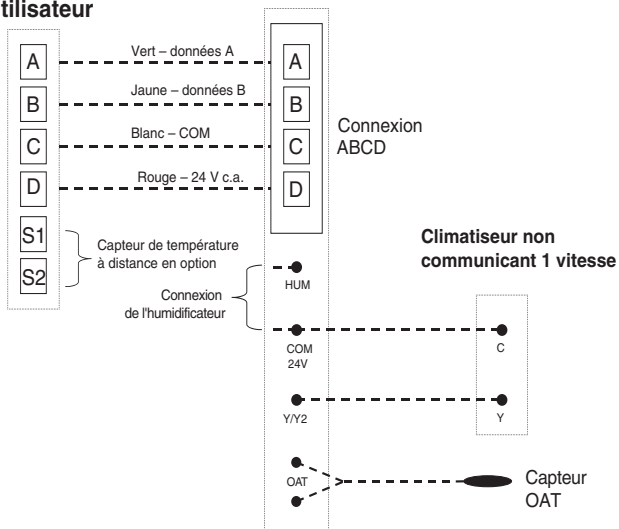 tilisateur
A
Vert – données A
A
B
Jaune – données B
B
C
Blanc – COM
C
D
Rouge – 24 V c.a.
D
Connexion
ABCD
S1
S2
Capteur de température
à distance en option
Connexion
de l'humidificateur
HUM
COM
24V
Y/Y2
OAT
Climatiseur non
communicant 1 vitesse
C
Y
Capteur
OAT